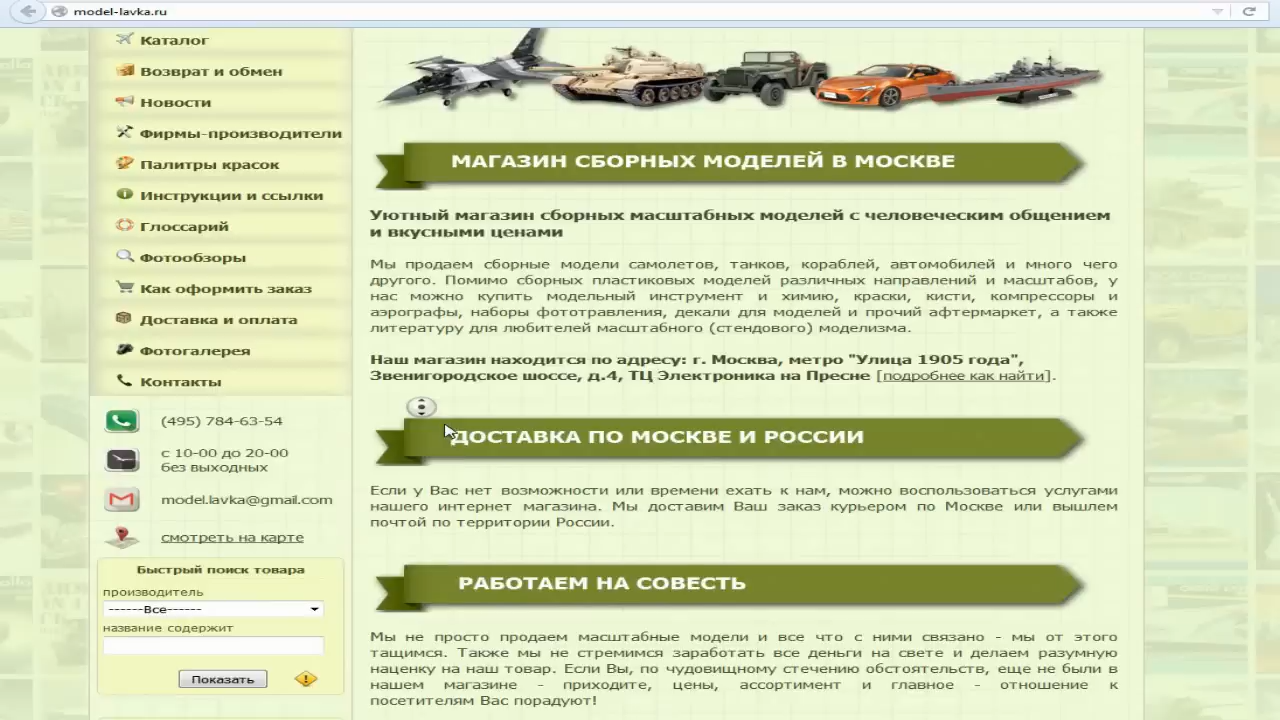 model-lavka.ru
Каталог
Возврат и обмен
Новости
Фирмы-производители
Палитры красок
Инструкции и ссылки
Глоссарий
Фотообзоры
Как оформить заказ
Доставка и оплата
Фотогалерея
Контакты
(495) 784-63-54
с 10-00 до 20-00
без выходных
model.lavka@gmail.com
смотреть на карте
Быстрый поиск товара
производитель
------Все------
название содержит
Показать
МАГАЗИН СБОРНЫХ МОДЕЛЕЙ В МОСКВЕ
Уютный магазин сборных масштабных моделей с человеческим общением
и вкусными ценами
Мы продаем сборные модели самолетов, танков, кораблей, автомобилей и много чего
другого. Помимо сборных пластиковых моделей различных направлений и масштабов, у
нас можно купить модельный инструмент и химию, краски, кисти, компрессоры и
аэрографы, наборы фототравления, декали для моделей и прочий афтермаркет, а также
литературу для любителей масштабного (стендового) моделизма.
Наш магазин находится по адресу: г. Москва, метро "Улица 1905 года",
Звенигородское шоссе, д.4, ТЦ Электроника на Пресне [подробнее как найти].
ДОСТАВКА ПО МОСКВЕ И РОССИИ
Если у Вас нет возможности или времени ехать к нам, можно воспользоваться услугами
нашего интернет магазина. Мы доставим Ваш заказ курьером по Москве или вышлем
почтой по территории России.
РАБОТАЕМ НА СОВЕСТЬ
Мы не просто продаем масштабные модели и все что с ними связано - мы от этого
тащимся. Также мы не стремимся заработать все деньги на свете и делаем разумную
наценку на наш товар. Если Вы, по чудовищному стечению обстоятельств, еще не были в
нашем магазине - приходите, цены, ассортимент и главное - отношение к
посетителям Вас порадуют!